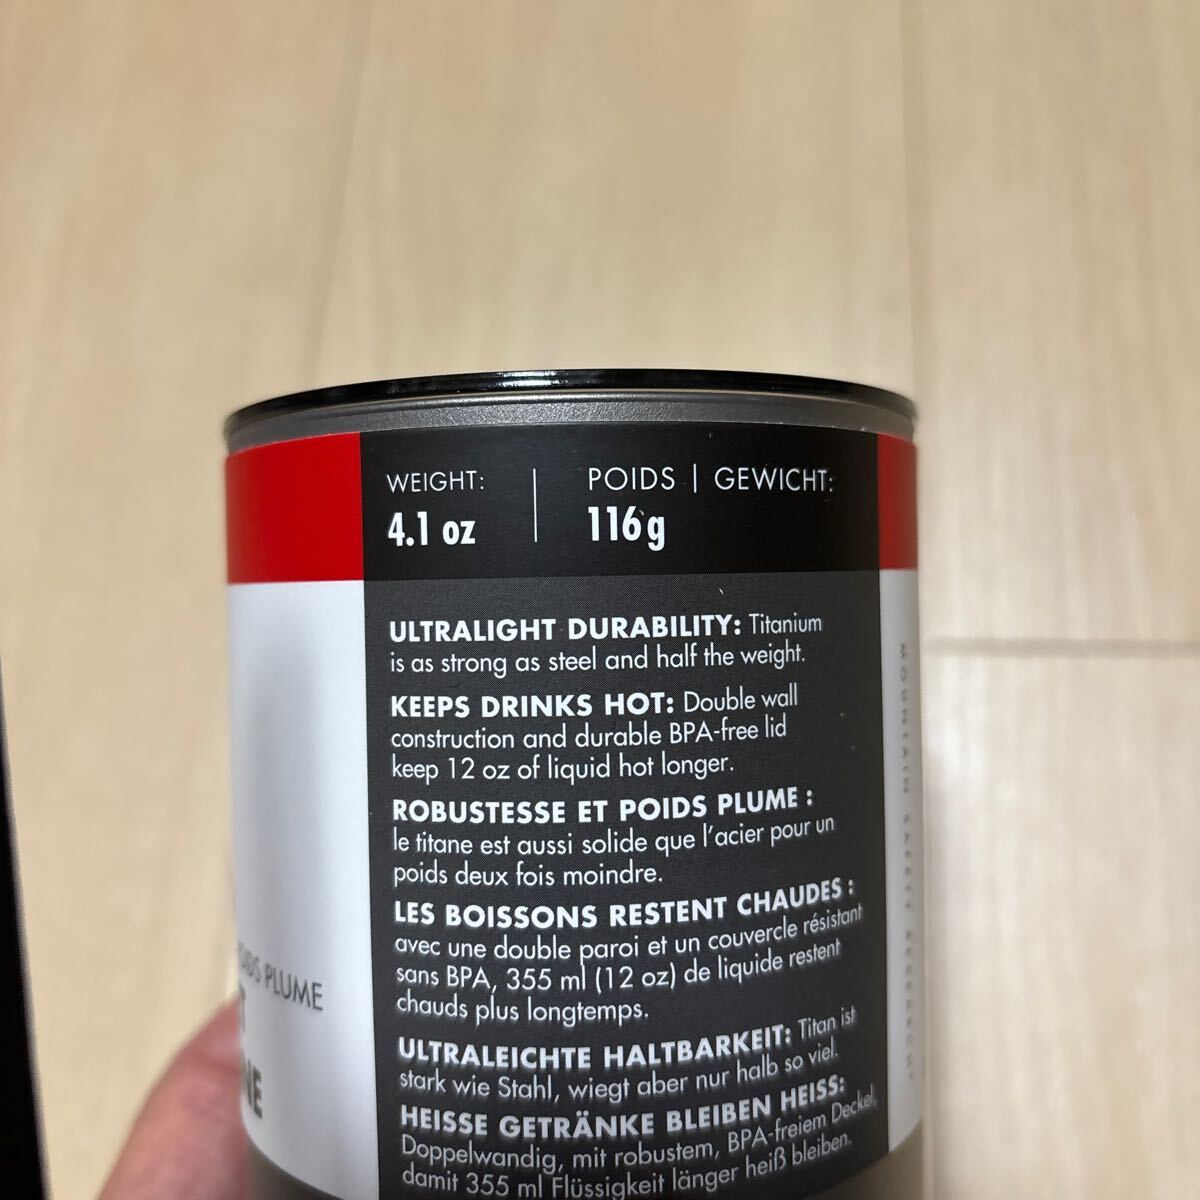 WEIGHT:
4.1 oz
POIDS | GEWICHT:
116g
ULTRALIGHT DURABILITY: Titanium
is as strong as steel and half the weight.
KEEPS DRINKS HOT: Double wall
construction and durable BPA-free lid
keep 12 oz of liquid hot longer.
ROBUSTESSE ET POIDS PLUME :
le titane est aussi solide que l'acier pour un
poids deux fois moindre.
LES BOISSONS RESTENT CHAUDES :
avec une double paroi et un couvercle résistant
sans BPA, 355 ml (12 oz) de liquide restent
chauds plus longtemps.
ULTRALEICHTE HALTBARKEIT: Titan ist
stark wie Stahl, wiegt aber nur halb so viel.
HEISSE GETRÄNKE BLEIBEN HEISS:
Doppelwandig, mit robustem, BPA-freiem Deckel,
damit 355 ml Flüssigkeit länger heiß bleiben.
POIDS PLUME
MOUNTAIN SAFETY RESEARCH